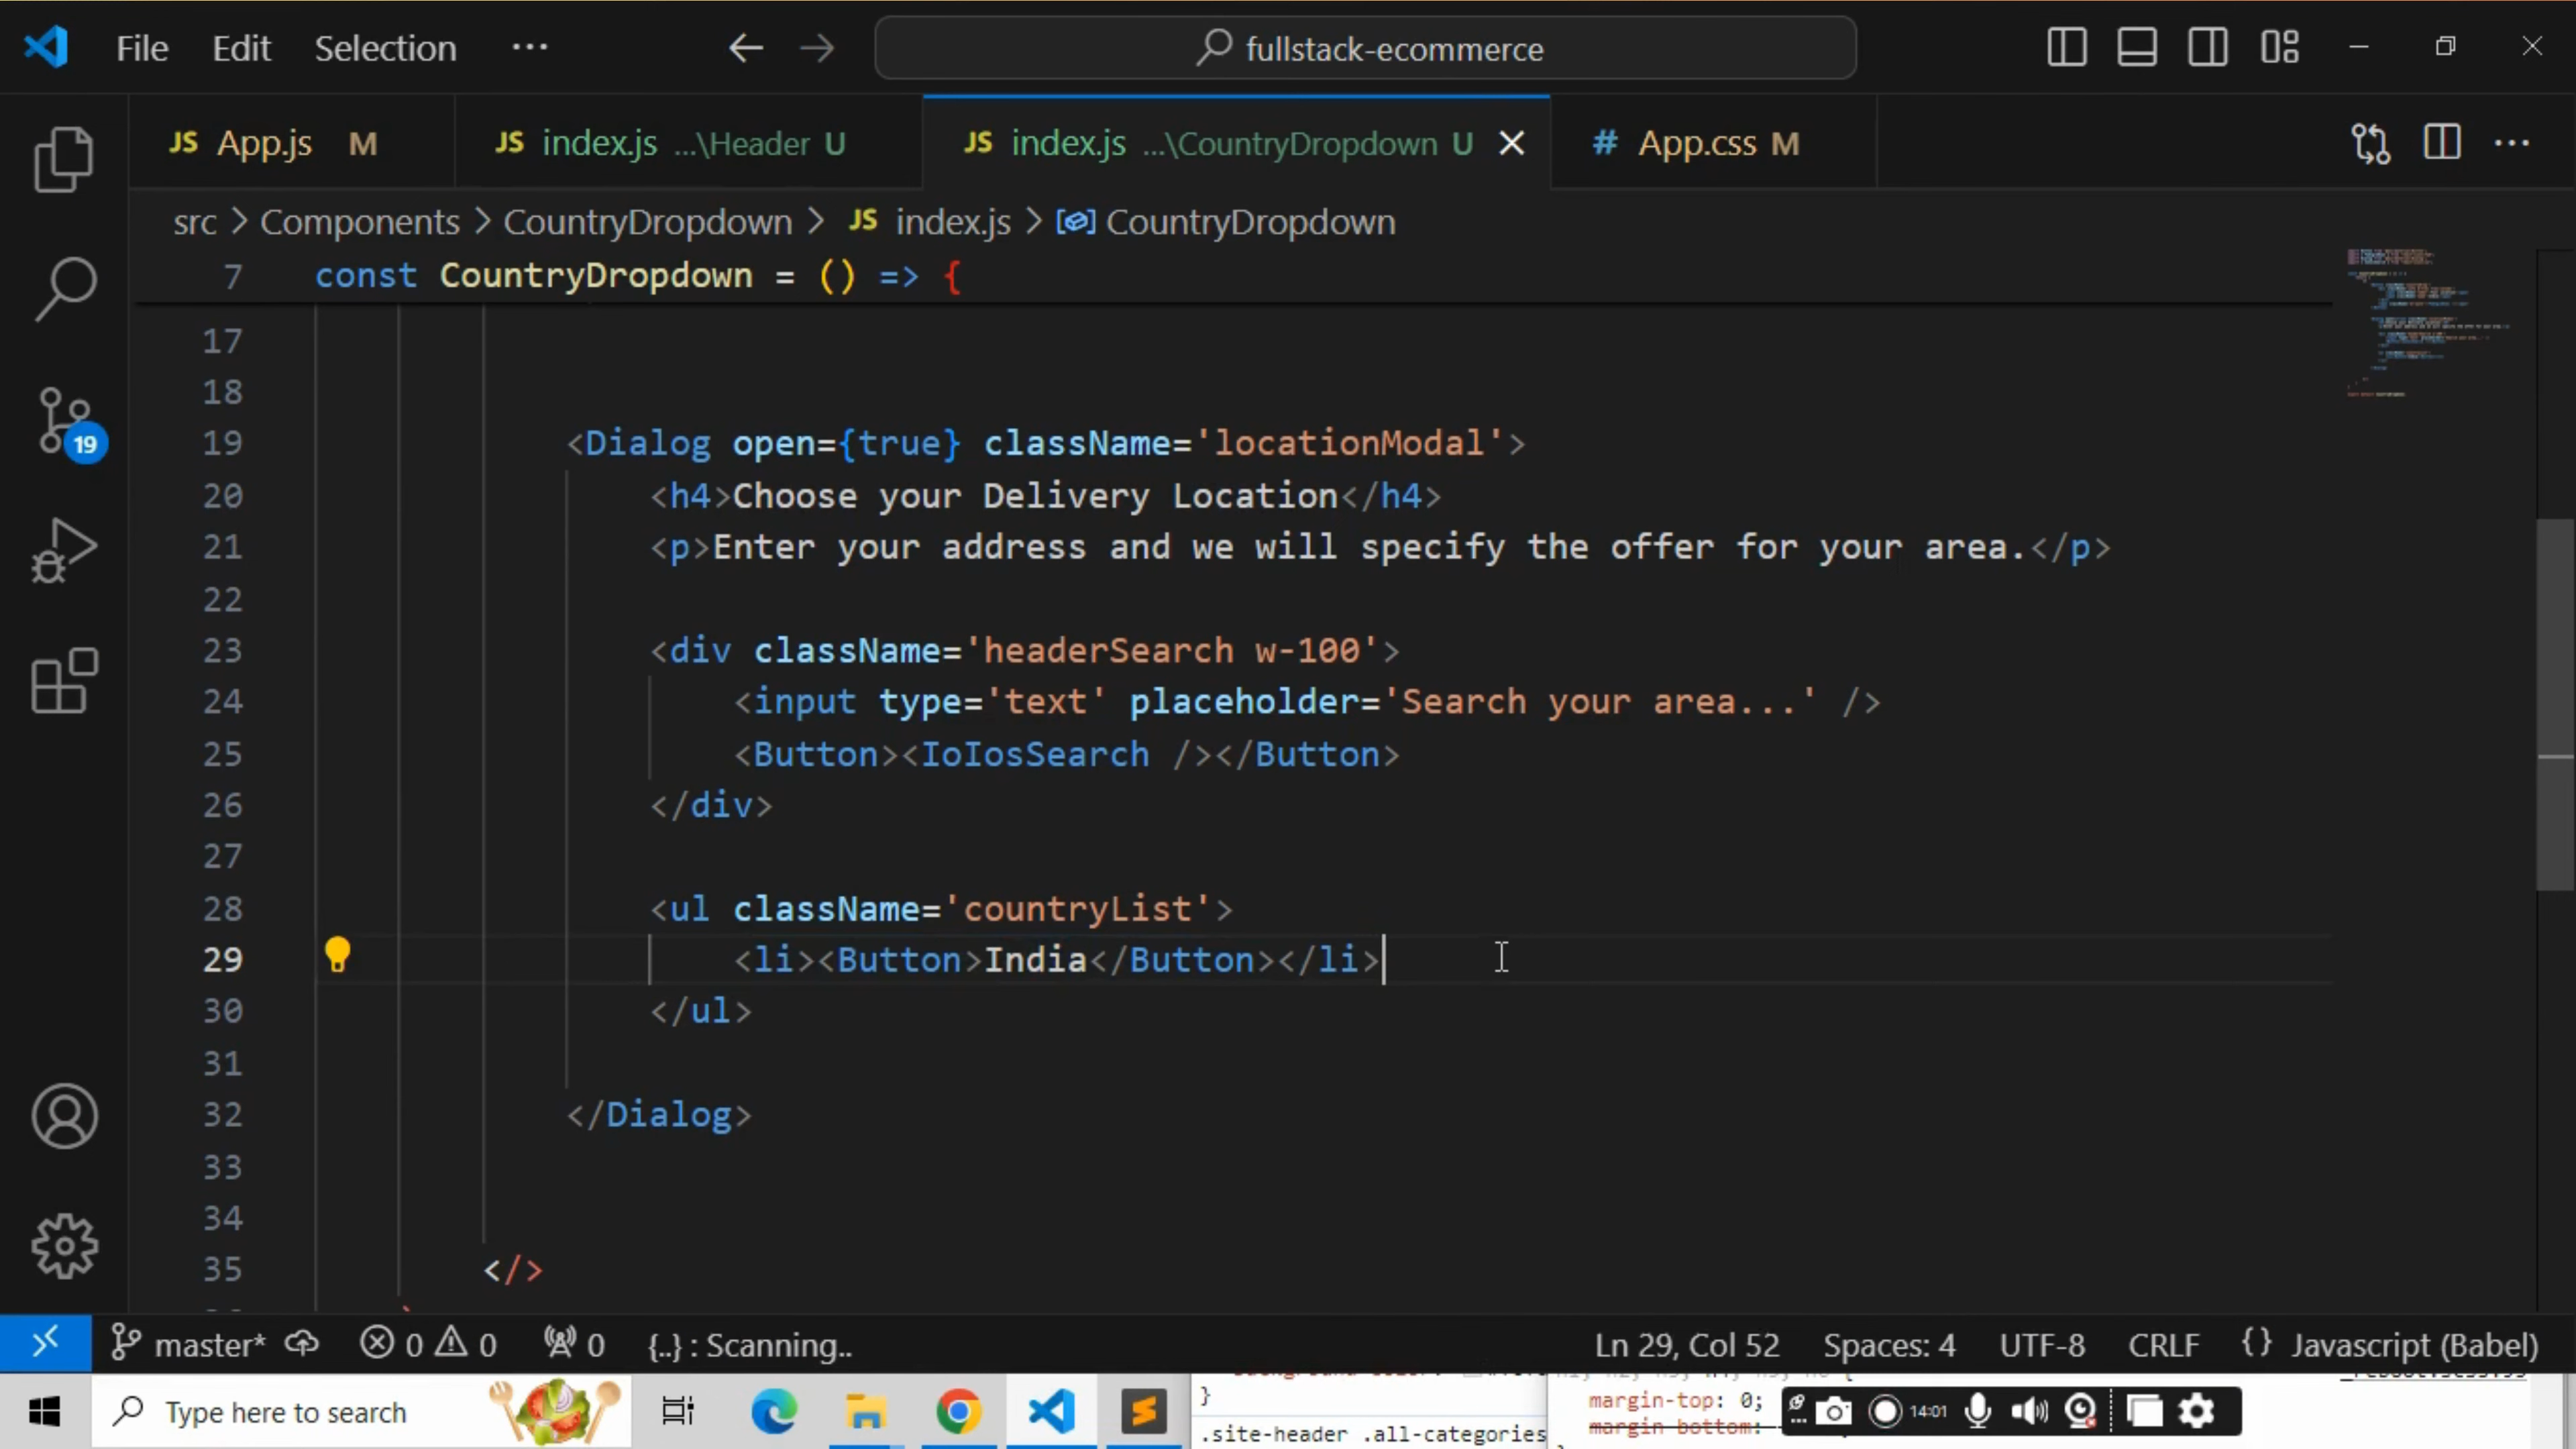 File Edit Selection ··· fullstack-ecommerce
JS App.js M JS index.js ...\Header U JS index.js ...\CountryDropdown U # App.css M
src > Components > CountryDropdown > JS index.js > CountryDropdown
7 const CountryDropdown = () => {
17
18
19 <Dialog open={true} className='locationModal'>
20 <h4>Choose your Delivery Location</h4>
21 <p>Enter your address and we will specify the offer for your area.</p>
22
23 <div className='headerSearch w-100'>
24 <input type='text' placeholder='Search your area...' />
25 <Button><IoIosSearch /></Button>
26 </div>
27
28 <ul className='countryList'>
29 <li><Button>India</Button></li>
30 </ul>
31
32 </Dialog>
33
34
35 </>
19
master* 0 0 0 {..} : Scanning.. Ln 29, Col 52 Spaces: 4 UTF-8 CRLF {} Javascript (Babel)
Type here to search
}
.site-header .all-categories
margin-top: 0;
margin-bottom:
14:01